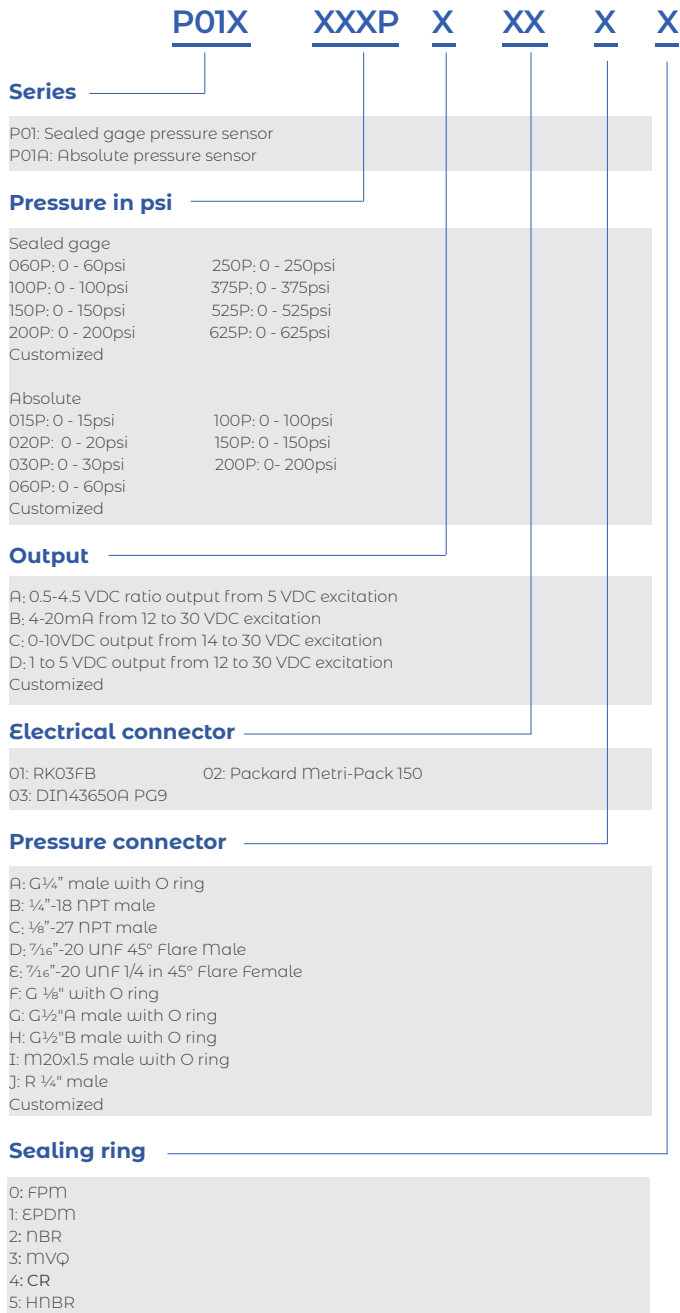 P01X XXXP X XX X X
Series
P01: Sealed gage pressure sensor
P01A: Absolute pressure sensor
Pressure in psi
Sealed gage
060P: 0 - 60psi 250P: 0 - 250psi
100P: 0 - 100psi 375P: 0 - 375psi
150P: 0 - 150psi 525P: 0 - 525psi
200P: 0 - 200psi 625P: 0 - 625psi
Customized
Absolute
015P: 0 - 15psi 100P: 0 - 100psi
020P: 0 - 20psi 150P: 0 - 150psi
030P: 0 - 30psi 200P: 0- 200psi
060P: 0 - 60psi
Customized
Output
A: 0.5-4.5 VDC ratio output from 5 VDC excitation
B: 4-20mA from 12 to 30 VDC excitation
C: 0-10VDC output from 14 to 30 VDC excitation
D: 1 to 5 VDC output from 12 to 30 VDC excitation
Customized
Electrical connector
01: RK03FB 02: Packard Metri-Pack 150
03: DIN43650A PG9
Pressure connector
A: G¼” male with O ring
B: ¼”-18 NPT male
C: ⅛”-27 NPT male
D: 7⁄16”-20 UNF 45° Flare Male
E: 7⁄16”-20 UNF 1/4 in 45° Flare Female
F: G ⅛" with O ring
G: G½"A male with O ring
H: G½"B male with O ring
I: M20x1.5 male with O ring
J: R ¼" male
Customized
Sealing ring
0: FPM
1: EPDM
2: NBR
3: MVQ
4: CR
5: HNBR